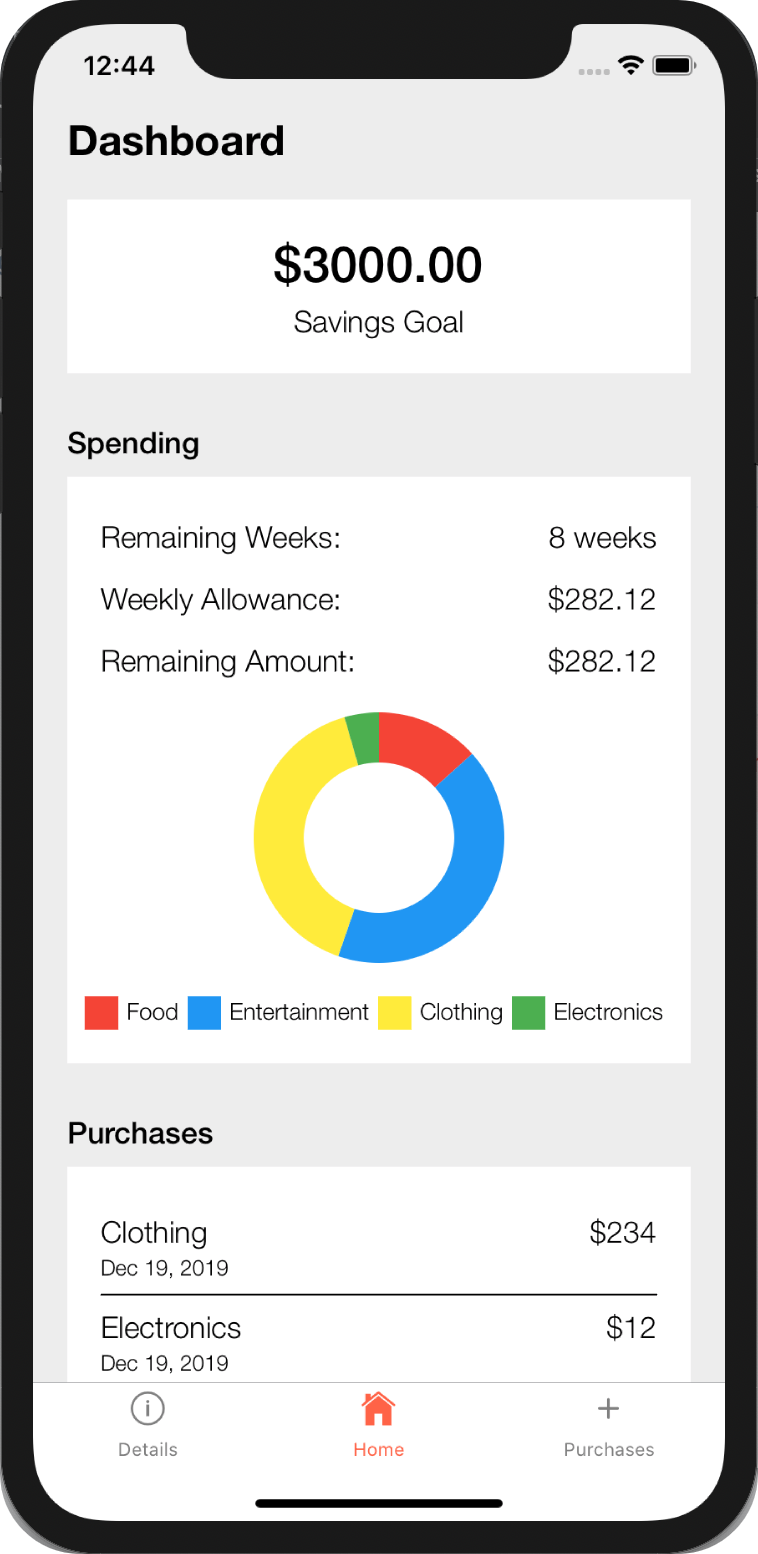 12:44
Dashboard
$3000.00
Savings Goal
Spending
Remaining Weeks: 8 weeks
Weekly Allowance: $282.12
Remaining Amount: $282.12
Food Entertainment Clothing Electronics
Purchases
Clothing $234
Dec 19, 2019
Electronics $12
Dec 19, 2019
Details Home Purchases